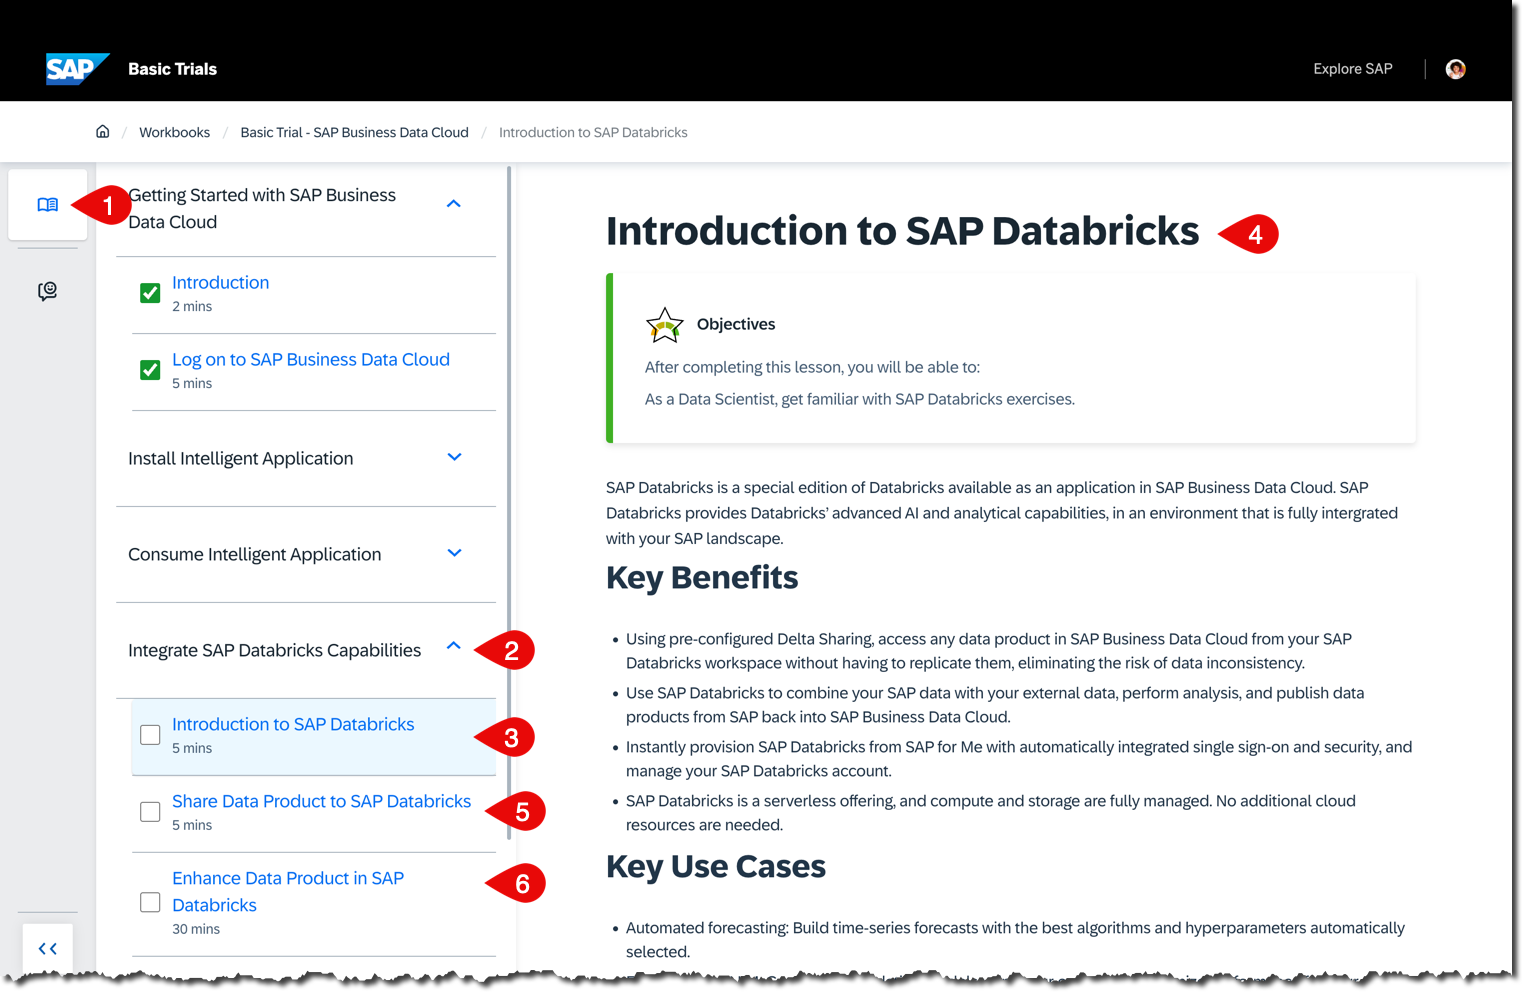 SAP Basic Trials
Explore SAP
/ Workbooks / Basic Trial - SAP Business Data Cloud / Introduction to SAP Databricks
1
Getting Started with SAP Business
Data Cloud
Introduction
2 mins
Log on to SAP Business Data Cloud
5 mins
Install Intelligent Application
Consume Intelligent Application
Integrate SAP Databricks Capabilities
2
Introduction to SAP Databricks
5 mins
3
Share Data Product to SAP Databricks
5 mins
5
Enhance Data Product in SAP
Databricks
30 mins
6
Introduction to SAP Databricks
4
Objectives
After completing this lesson, you will be able to:
As a Data Scientist, get familiar with SAP Databricks exercises.
SAP Databricks is a special edition of Databricks available as an application in SAP Business Data Cloud. SAP
Databricks provides Databricks’ advanced AI and analytical capabilities, in an environment that is fully intergrated
with your SAP landscape.
Key Benefits
• Using pre-configured Delta Sharing, access any data product in SAP Business Data Cloud from your SAP
Databricks workspace without having to replicate them, eliminating the risk of data inconsistency.
• Use SAP Databricks to combine your SAP data with your external data, perform analysis, and publish data
products from SAP back into SAP Business Data Cloud.
• Instantly provision SAP Databricks from SAP for Me with automatically integrated single sign-on and security, and
manage your SAP Databricks account.
• SAP Databricks is a serverless offering, and compute and storage are fully managed. No additional cloud
resources are needed.
Key Use Cases
• Automated forecasting: Build time-series forecasts with the best algorithms and hyperparameters automatically
selected.